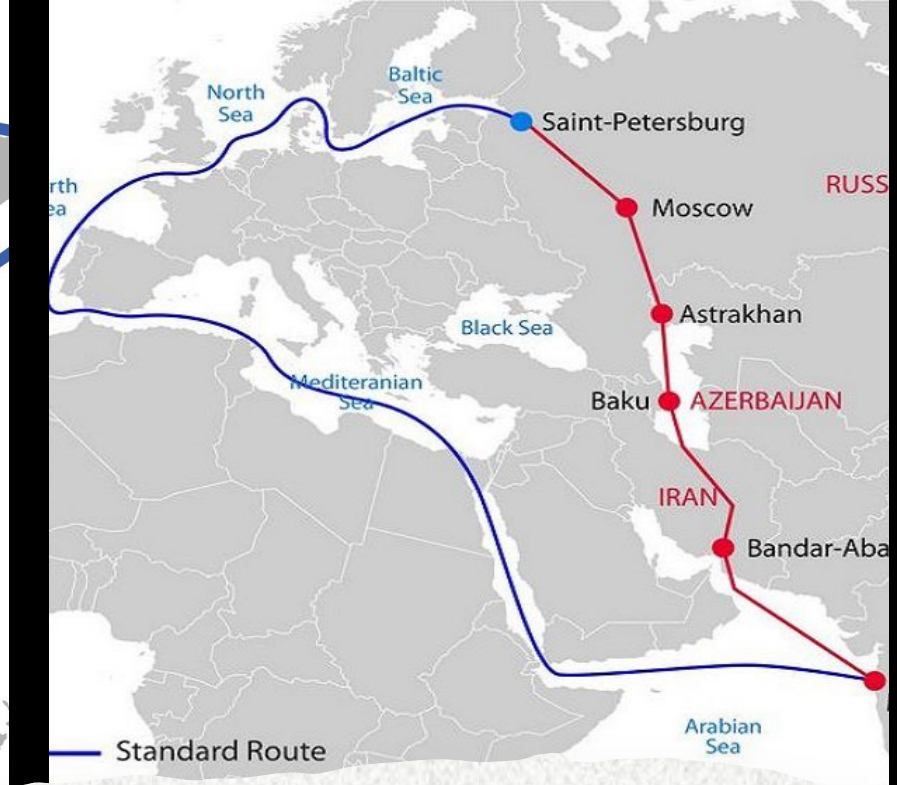 Baltic
Sea
North
Sea
Saint-Petersburg
rth
ea
RUSS
Moscow
Astrakhan
Black Sea
Mediteranian
Sea
Baku
AZERBAIJAN
IRAN
Bandar-Aba
Arabian
Sea
Standard Route